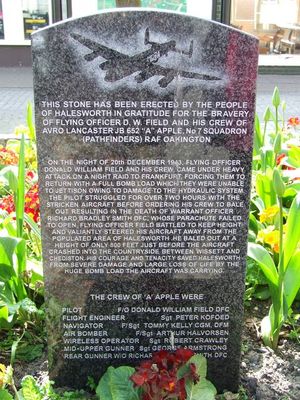 THIS STONE HAS BEEN ERECTED BY THE PEOPLE
OF HALESWORTH IN GRATITUDE FOR THE BRAVERY
OF FLYING OFFICER D. W. FIELD AND HIS CREW OF
AVRO LANCASTER JB 652 "A" APPLE, No7 SQUADRON
(PATHFINDERS) RAF OAKINGTON
ON THE NIGHT OF 20th DECEMBER 1943, FLYING OFFICER
DONALD WILLIAM FIELD AND HIS CREW, CAME UNDER HEAVY
ATTACK ON A NIGHT RAID TO FRANKFURT, FORCING THEM TO
RETURN WITH A FULL BOMB LOAD WHICH THEY WERE UNABLE
TO JETTISON OWING TO DAMAGE TO THE HYDRAULIC SYSTEM.
THE PILOT STRUGGLED FOR OVER TWO HOURS WITH THE
STRICKEN AIRCRAFT BEFORE ORDERING HIS CREW TO BALE
OUT, RESULTING IN THE DEATH OF WARRANT OFFICER
RICHARD BRADLEY SMITH DFC, WHOSE PARACHUTE FAILED
TO OPEN. FLYING OFFICER FIELD BATTLED TO KEEP HEIGHT
AND VALIANTLY STEERED HIS AIRCRAFT AWAY FROM THE
POPULATED AREA OF HALESWORTH. HE BALED OUT AT A
HEIGHT OF ONLY 600 FEET JUST BEFORE THE AIRCRAFT
CRASHED INTO THE COUNTRYSIDE BETWEEN WISSETT AND
CHEDISTON. HIS COURAGE AND TENACITY SAVED HALESWORTH
FROM SEVERE DAMAGE AND LARGE LOSS OF LIFE BY THE
HUGE BOMB LOAD THE AIRCRAFT WAS CARRYING.
THE CREW OF 'A' APPLE WERE
PILOT F/O DONALD WILLIAM FIELD DFC
FLIGHT ENGINEER Sgt PETER KOFOED
NAVIGATOR F/Sgt TOMMY KELLY CGM, DFM
AIR BOMBER F/Sgt ARTHUR HALVORSEN
WIRELESS OPERATOR Sgt ROBERT CRAWLEY
MID-UPPER GUNNER Sgt GEORGE ARMSTRONG
REAR GUNNER W/O RICHARD DFC